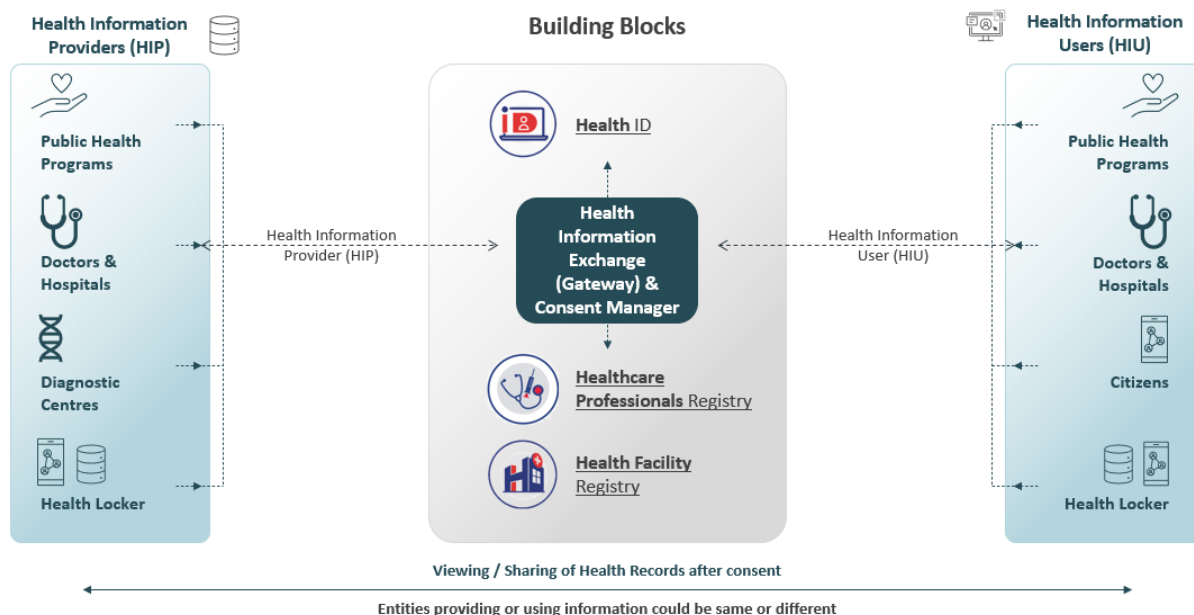 Health Information
Providers (HIP)
Building Blocks
Health Information
Users (HIU)
Public Health
Programs
Doctors &
Hospitals
Diagnostic
Centres
Health Locker
Health Information
Provider (HIP)
iD
Health ID
Health
Information
Exchange
(Gateway) &
Consent Manager
Healthcare
Professionals Registry
Health Facility
Registry
Health Information
User (HIU)
Public Health
Programs
Doctors &
Hospitals
Citizens
Health Locker
Viewing / Sharing of Health Records after consent
Entities providing or using information could be same or different